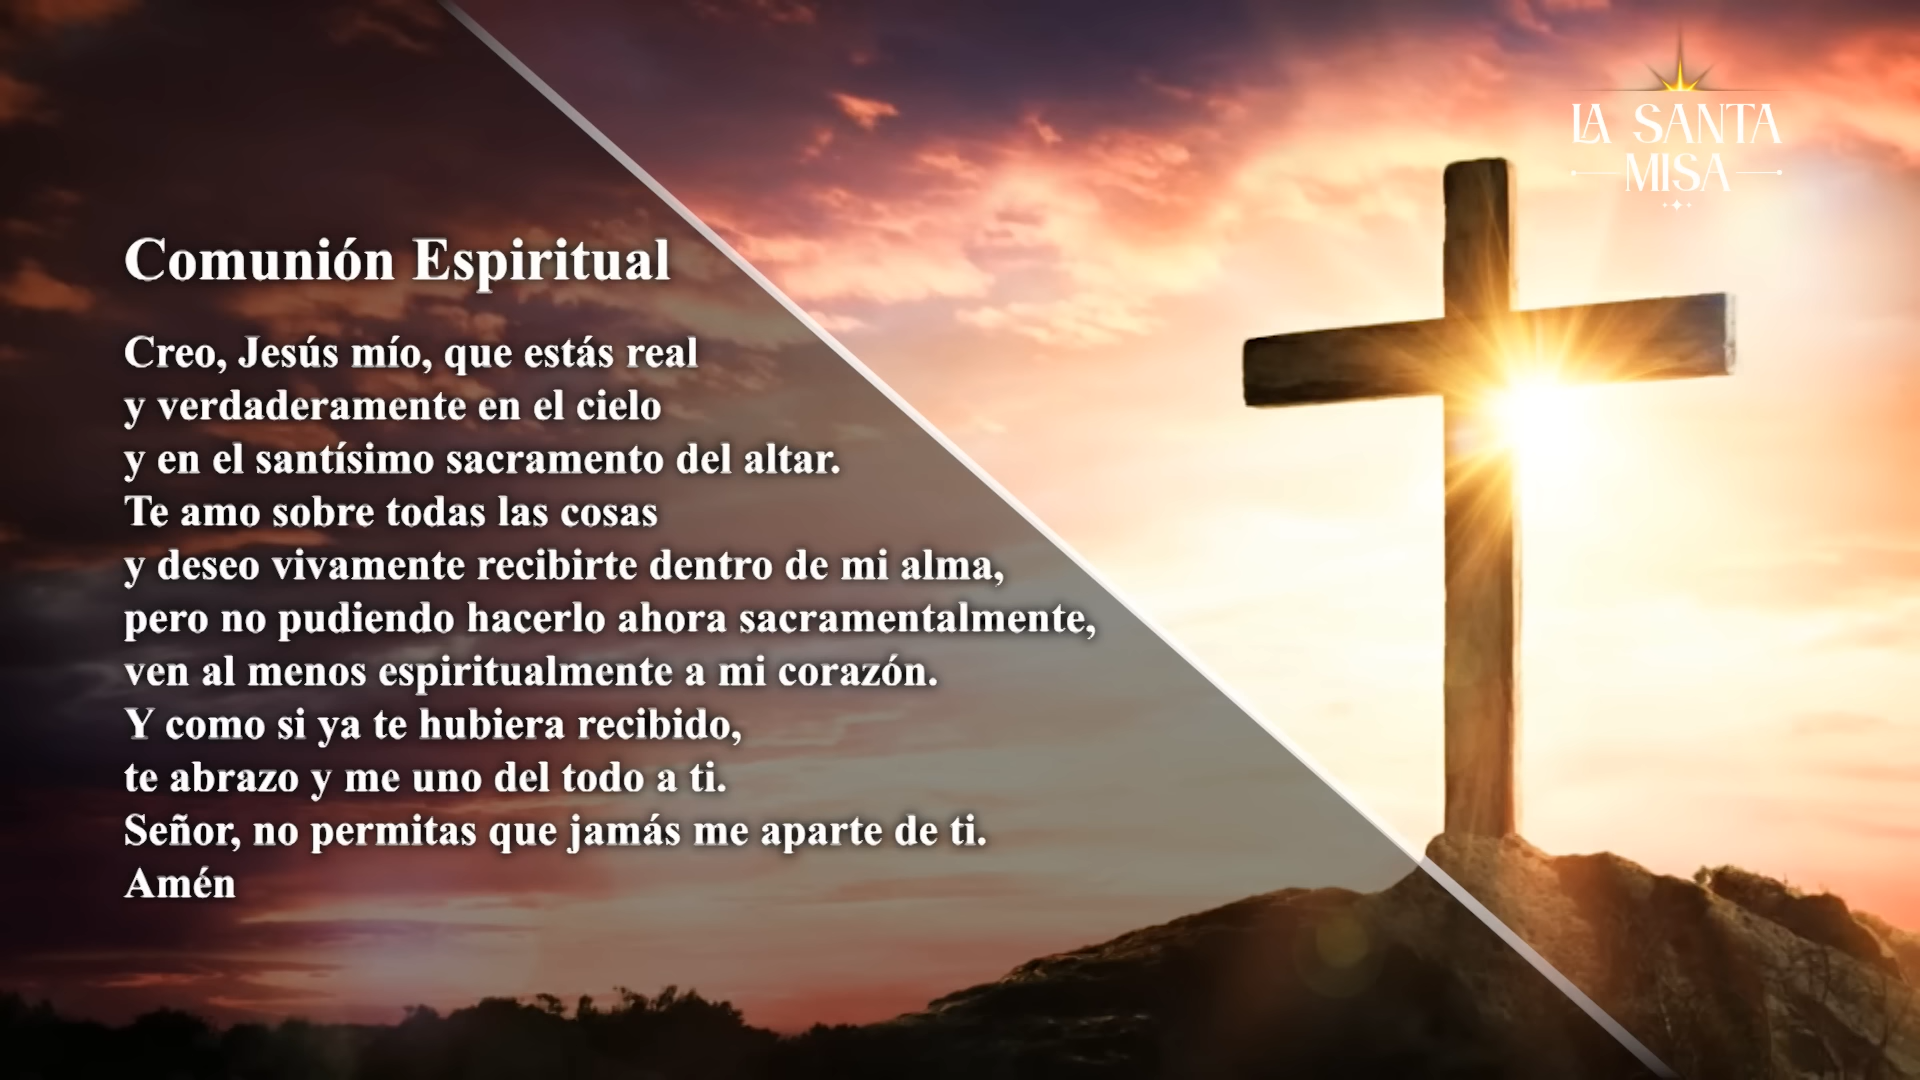 LA SANTA
MISA
Comunión Espiritual
Creo, Jesús mío, que estás real
y verdaderamente en el cielo
y en el santísimo sacramento del altar.
Te amo sobre todas las cosas
y deseo vivamente recibirte dentro de mi alma,
pero no pudiendo hacerlo ahora sacramentalmente,
ven al menos espiritualmente a mi corazón.
Y como si ya te hubiera recibido,
te abrazo y me uno del todo a ti.
Señor, no permitas que jamás me aparte de ti.
Amén